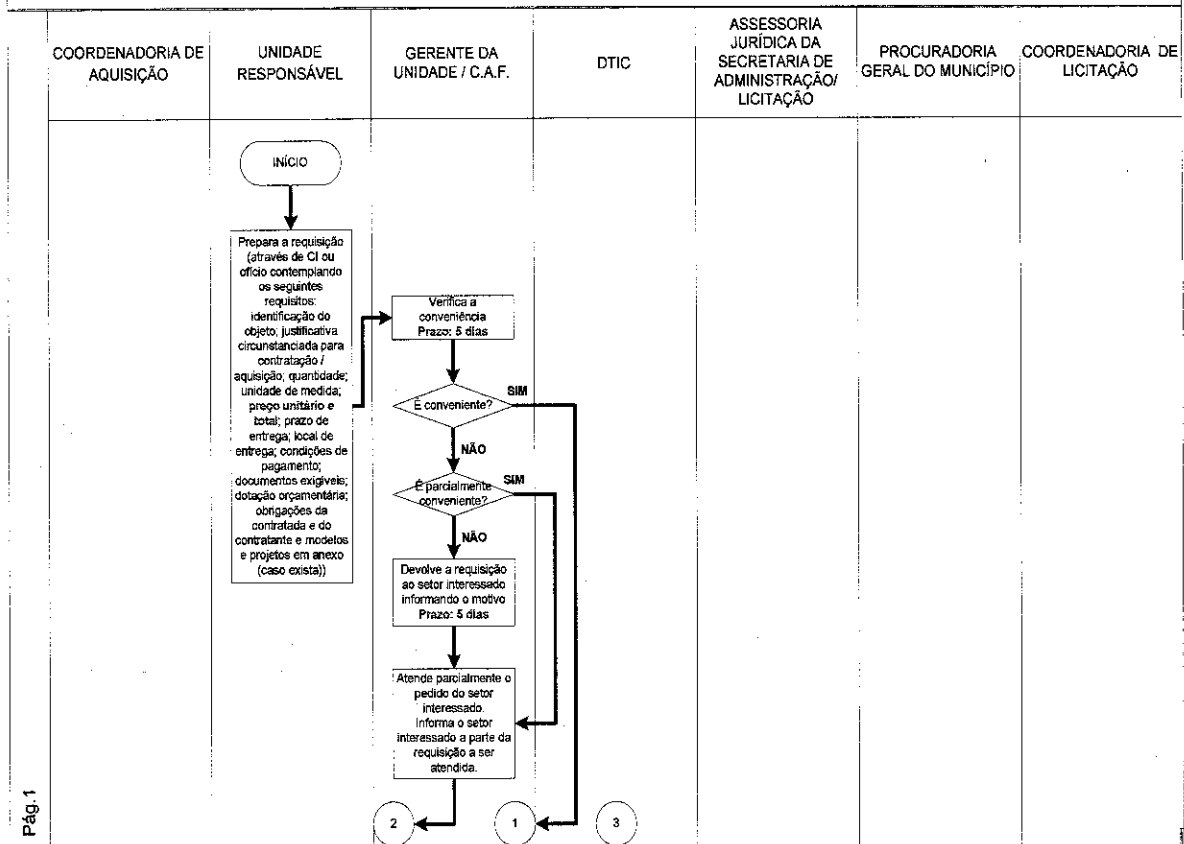 COORDENADORIA DE
AQUISIÇÃO
UNIDADE
RESPONSÁVEL
GERENTE DA
UNIDADE / C.A.F.
DTIC
ASSESSORIA
JURÍDICA DA
SECRETARIA DE
ADMINISTRAÇÃO/
LICITAÇÃO
PROCURADORIA
GERAL DO MUNICÍPIO
COORDENADORIA DE
LICITAÇÃO
INÍCIO
Prepara a requisição
(através de CI ou
ofício contemplando
os seguintes
requisitos:
identificação do
objeto; justificativa
circunstanciada para
contratação /
aquisição; quantidade;
unidade de medida;
preço unitário e
total; prazo de
entrega; local de
entrega; condições de
pagamento;
documentos exigíveis;
dotação orçamentária;
obrigações da
contratada e do
contratante e modelos
e projetos em anexo
(caso exista))
Verifica a
conveniência
Prazo: 5 dias
É conveniente?
SIM
NÃO
É parcialmente
conveniente?
SIM
NÃO
Devolve a requisição
ao setor interessado
informando o motivo
Prazo: 5 dias
Atende parcialmente o
pedido do setor
interessado.
Informa o setor
interessado a parte da
requisição a ser
atendida.
2
1
3
Pág.1